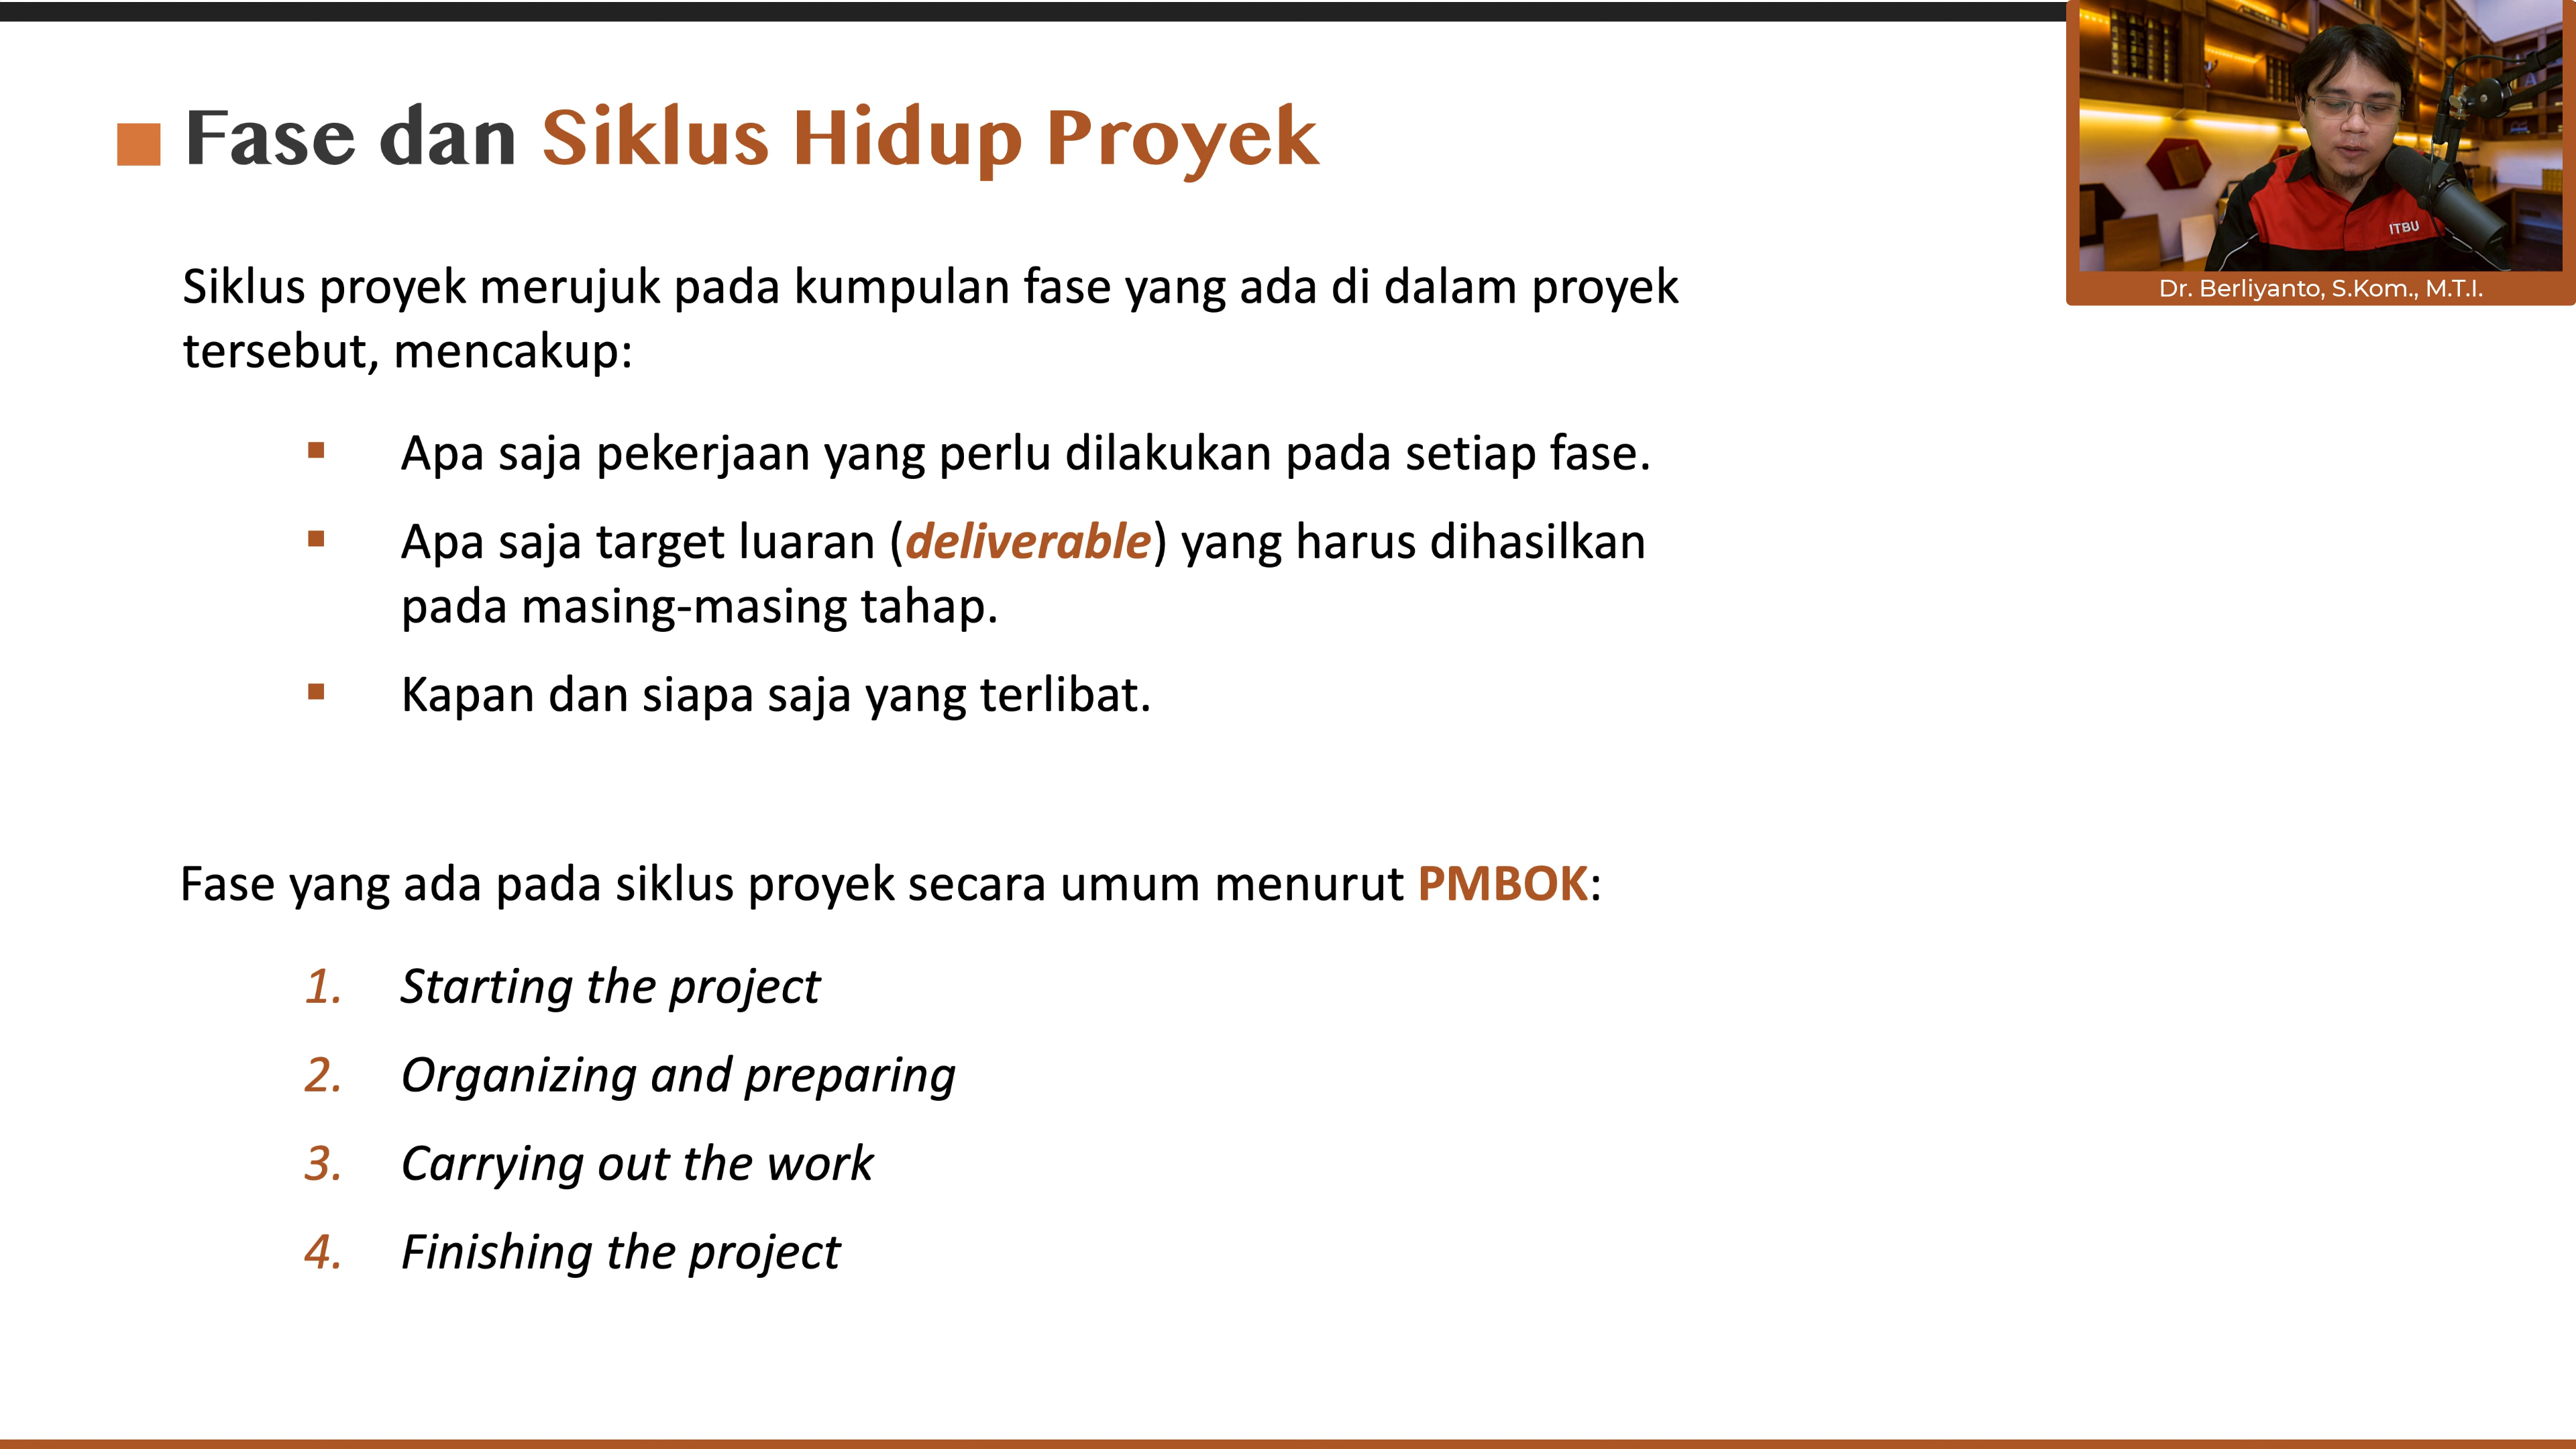 Fase dan Siklus Hidup Proyek
Siklus proyek merujuk pada kumpulan fase yang ada di dalam proyek
tersebut, mencakup:
▪ Apa saja pekerjaan yang perlu dilakukan pada setiap fase.
▪ Apa saja target luaran (deliverable) yang harus dihasilkan
pada masing-masing tahap.
▪ Kapan dan siapa saja yang terlibat.
Fase yang ada pada siklus proyek secara umum menurut PMBOK:
1. Starting the project
2. Organizing and preparing
3. Carrying out the work
4. Finishing the project
ITBU
Dr. Berliyanto, S.Kom., M.T.I.